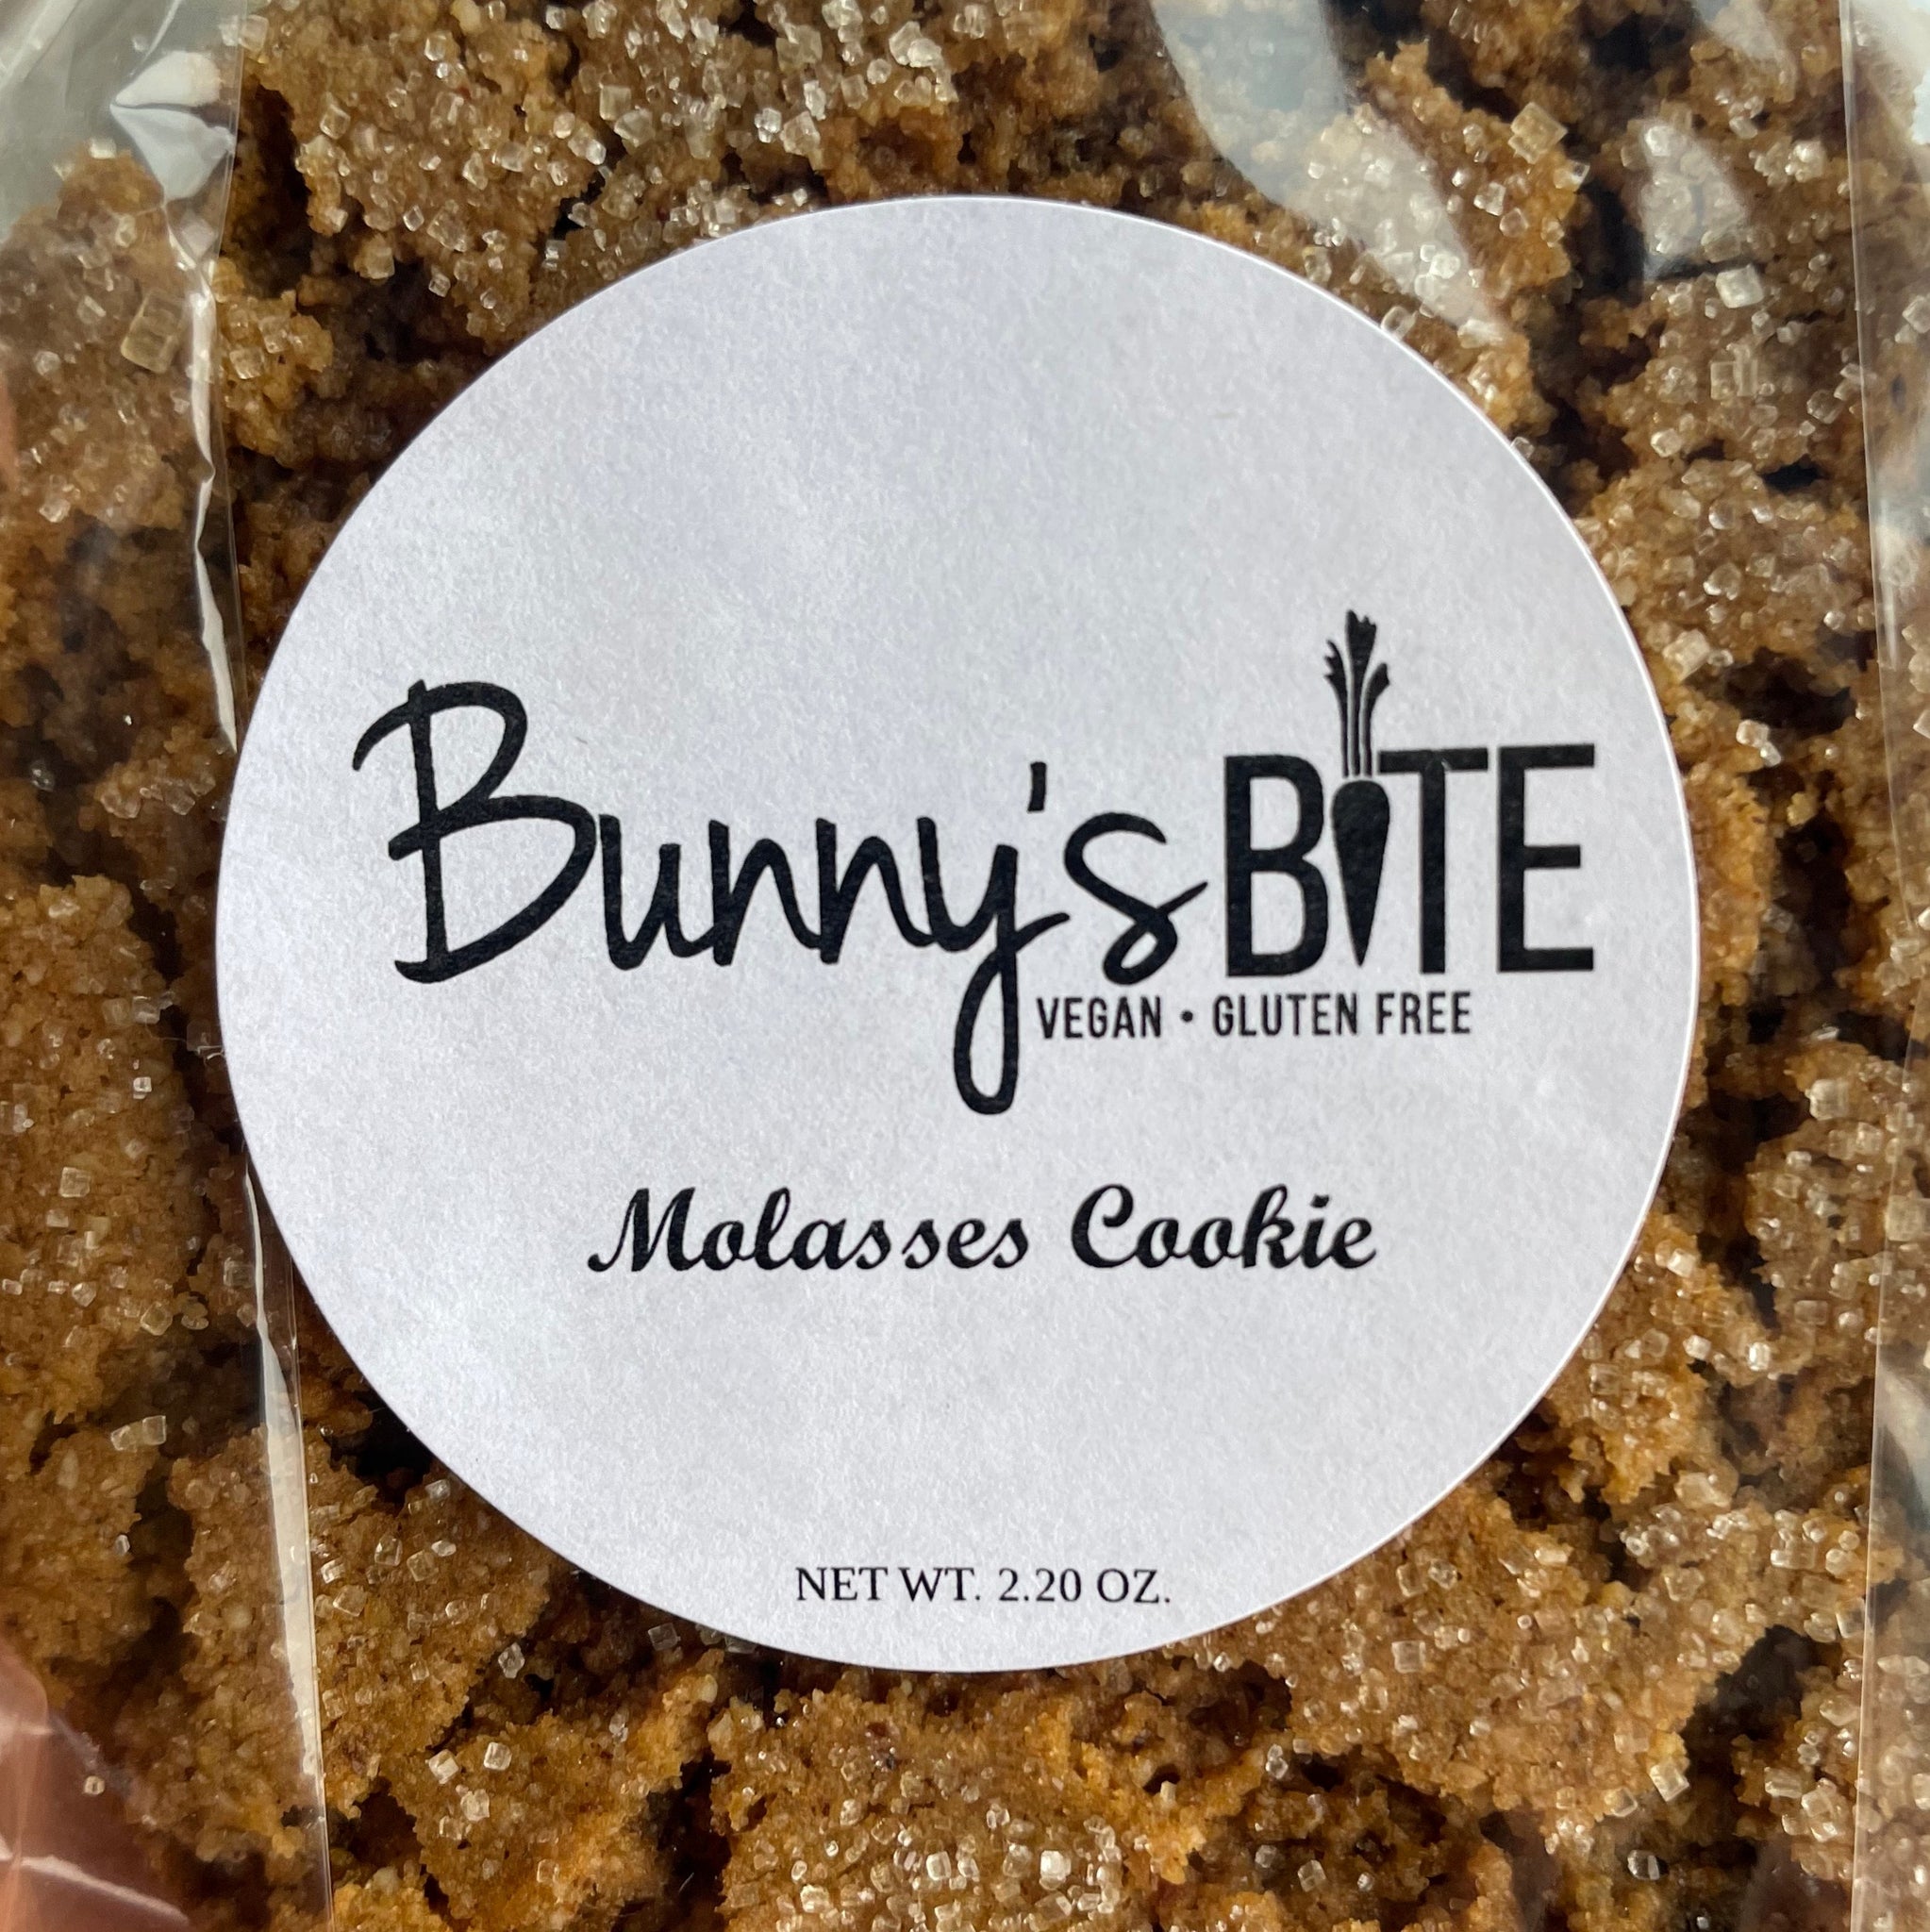 Bunny's BITE
VEGAN • GLUTEN FREE
Molasses Cookie
NET WT. 2.20 OZ.